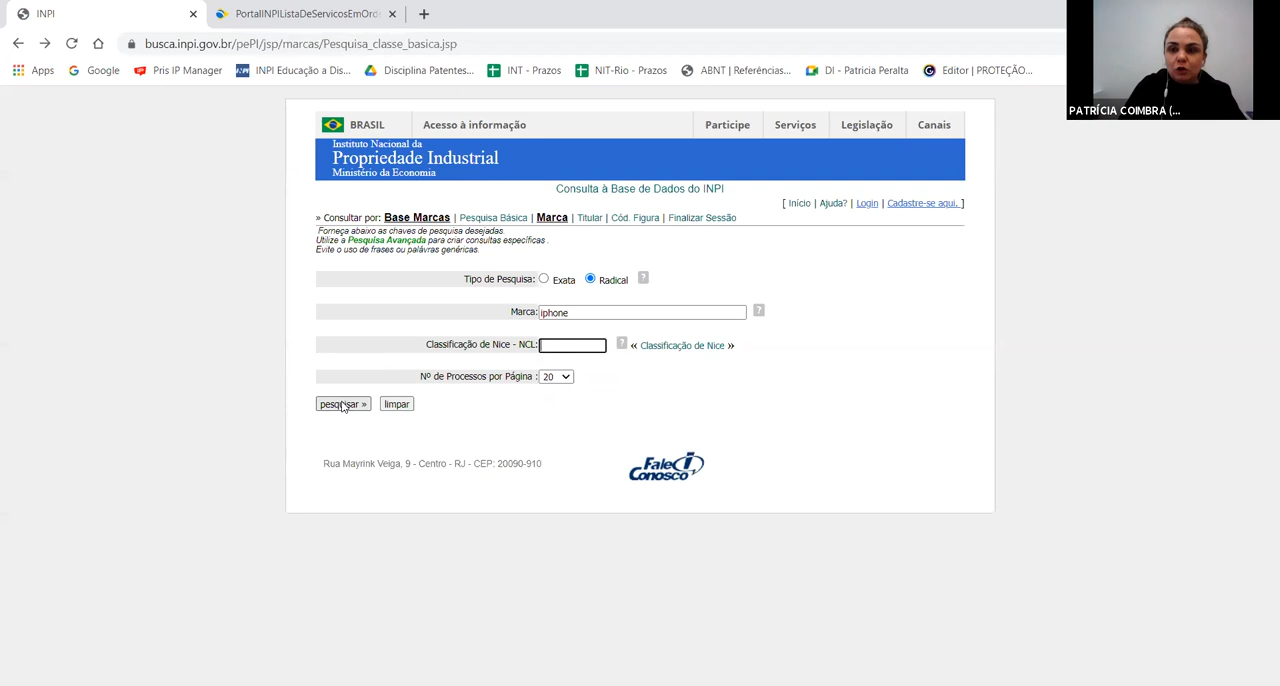 INPI
PortalINPIListaDeServicosEmOrde
busca.inpi.gov.br/pePI/jsp/marcas/Pesquisa_classe_basica.jsp
Apps Google Pris IP Manager INPI Educação a Dis... Disciplina Patentes... INT - Prazos NIT-Rio - Prazos ABNT | Referências... DI - Patricia Peralta Editor | PROTEÇÃO...
PATRÍCIA COIMBRA (...
BRASIL Acesso à informação Participe Serviços Legislação Canais
Instituto Nacional da
Propriedade Industrial
Ministério da Economia
Consulta à Base de Dados do INPI
[ Início | Ajuda? | Login | Cadastre-se aqui. ]
» Consultar por: Base Marcas | Pesquisa Básica | Marca | Titular | Cód. Figura | Finalizar Sessão
Forneça abaixo as chaves de pesquisa desejadas.
Utilize a Pesquisa Avançada para criar consultas específicas .
Evite o uso de frases ou palavras genéricas.
Tipo de Pesquisa: Exata Radical ?
Marca: iphone ?
Classificação de Nice - NCL: ? « Classificação de Nice »
Nº de Processos por Página : 20
pesquisar » limpar
Rua Mayrink Veiga, 9 - Centro - RJ - CEP: 20090-910
Fale Conosco